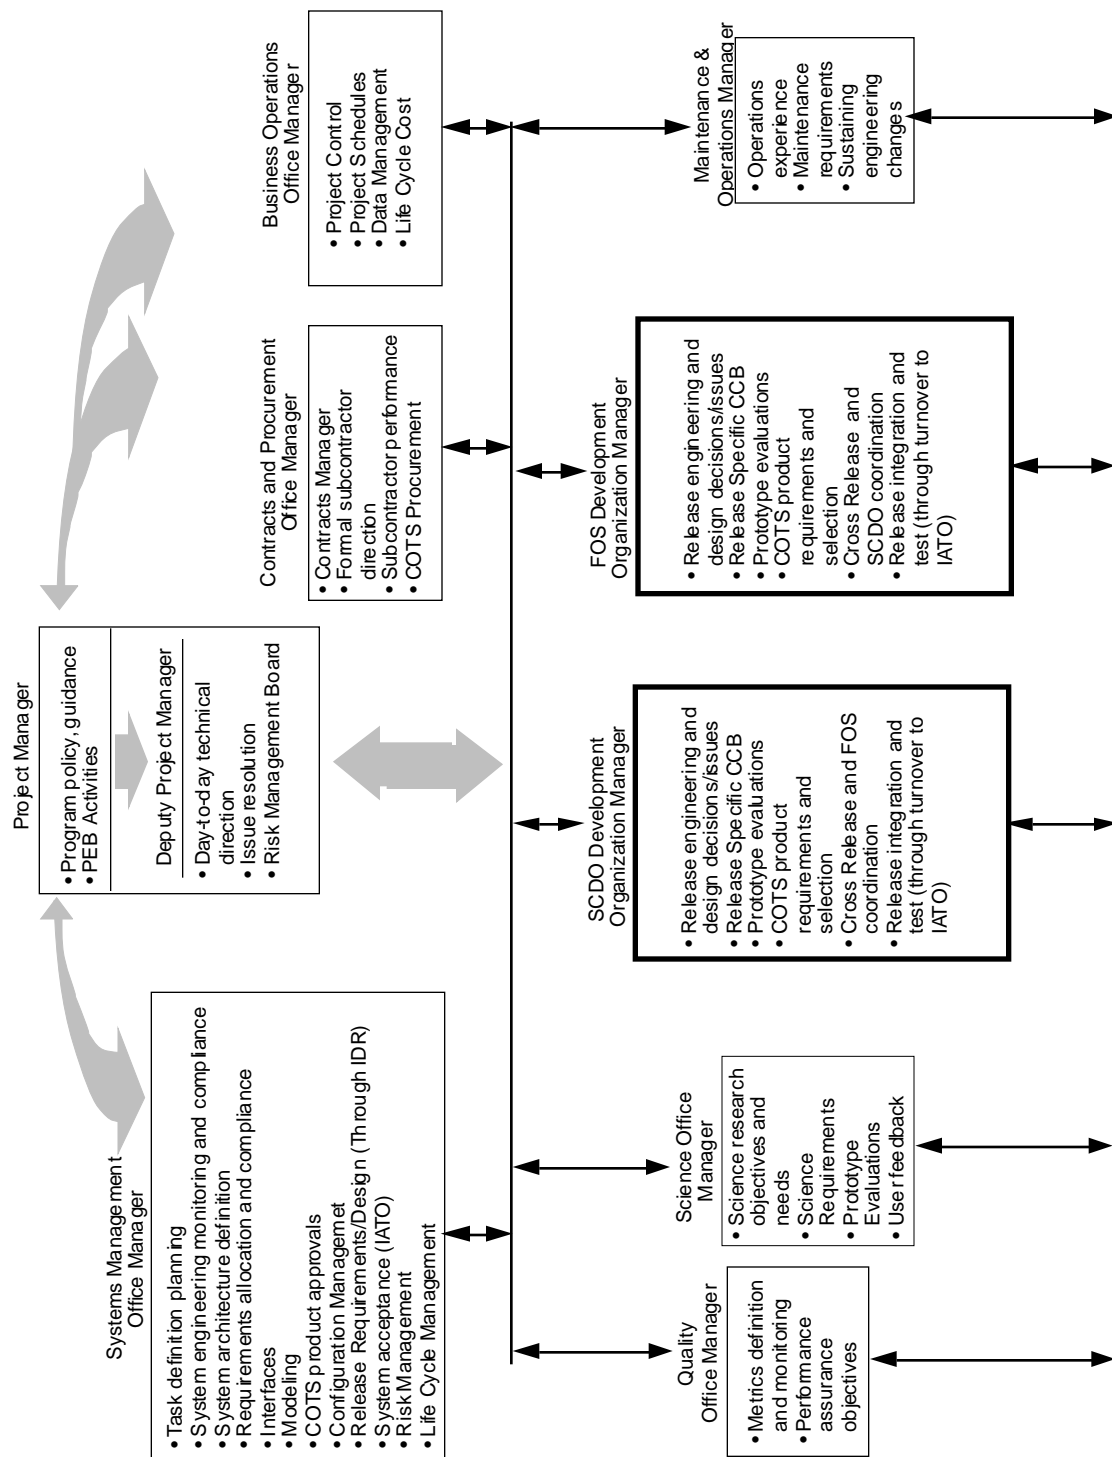 Project Manager
• Program policy, guidance
• PEB Activities
Deputy Project Manager
• Day-to-day technical
direction
• Issue resolution
• Risk Management Board
Systems Management
Office Manager
• Task definition planning
• System engineering monitoring and compliance
• System architecture definition
• Requirements allocation and compliance
• Interfaces
• Modeling
• COTS product approvals
• Configuration Managemet
• Release Requirements/Design (Through IDR)
• System acceptance (IATO)
• Risk Management
• Life Cycle Management
Contracts and Procurement
Office Manager
• Contracts Manager
• Formal subcontractor
direction
• Subcontractor performance
• COTS Procurement
Business Operations
Office Manager
• Project Control
• Project Schedules
• Data Management
• Life Cycle Cost
Quality
Office Manager
• Metrics definition
and monitoring
• Performance
assurance
objectives
Science Office
Manager
• Science research
objectives and
needs
• Science
Requirements
• Prototype
Evaluations
• User feedback
SCDO Development
Organization Manager
• Release engineering and
design decisions/issues
• Release Specific CCB
• Prototype evaluations
• COTS product
requirements and
selection
• Cross Release and FOS
coordination
• Release integration and
test (through turnover to
IATO)
FOS Development
Organization Manager
• Release engineering and
design decisions/issues
• Release Specific CCB
• Prototype evaluations
• COTS product
requirements and
selection
• Cross Release and
SCDO coordination
• Release integration and
test (through turnover to
IATO)
Maintenance &
Operations Manager
• Operations
experience
• Maintenance
requirements
• Sustaining
engineering
changes